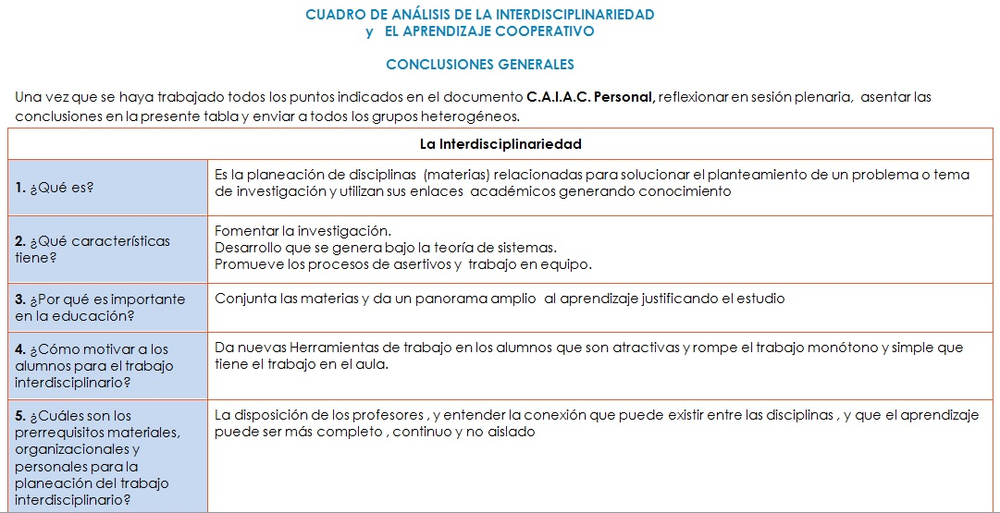 CUADRO DE ANÁLISIS DE LA INTERDISCIPLINARIEDAD
y EL APRENDIZAJE COOPERATIVO
CONCLUSIONES GENERALES
Una vez que se haya trabajado todos los puntos indicados en el documento C.A.I.A.C. Personal, reflexionar en sesión plenaria, asentar las
conclusiones en la presente tabla y enviar a todos los grupos heterogéneos.
La Interdisciplinariedad
1. ¿Qué es?
Es la planeación de disciplinas (materias) relacionadas para solucionar el planteamiento de un problema o tema
de investigación y utilizan sus enlaces académicos generando conocimiento
2. ¿Qué características
tiene?
Fomentar la investigación.
Desarrollo que se genera bajo la teoría de sistemas.
Promueve los procesos de asertivos y trabajo en equipo.
3. ¿Por qué es importante
en la educación?
Conjunta las materias y da un panorama amplio al aprendizaje justificando el estudio
4. ¿Cómo motivar a los
alumnos para el trabajo
interdisciplinario?
Da nuevas Herramientas de trabajo en los alumnos que son atractivas y rompe el trabajo monótono y simple que
tiene el trabajo en el aula.
5. ¿Cuáles son los
prerrequisitos materiales,
organizacionales y
personales para la
planeación del trabajo
interdisciplinario?
La disposición de los profesores , y entender la conexión que puede existir entre las disciplinas , y que el aprendizaje
puede ser más completo , continuo y no aislado